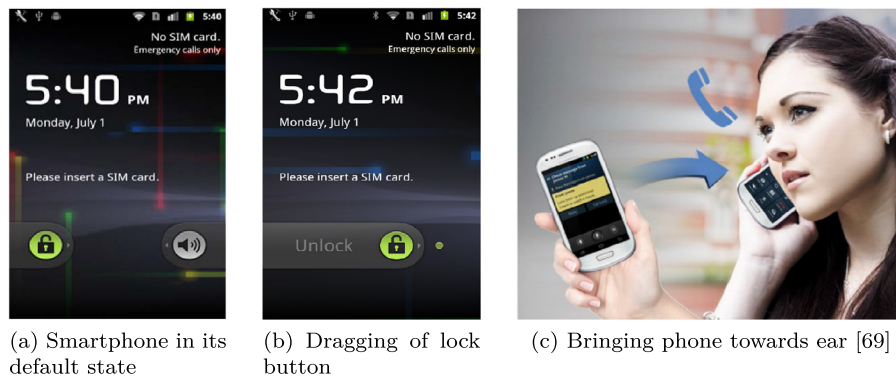 5:40
No SIM card.
Emergency calls only
5:40 PM
Monday, July 1
Please insert a SIM card.
5:42
No SIM card.
Emergency calls only
5:42 PM
Monday, July 1
Please insert a SIM card.
Unlock
(a) Smartphone in its
default state
(b) Dragging of lock
button
(c) Bringing phone towards ear [69]